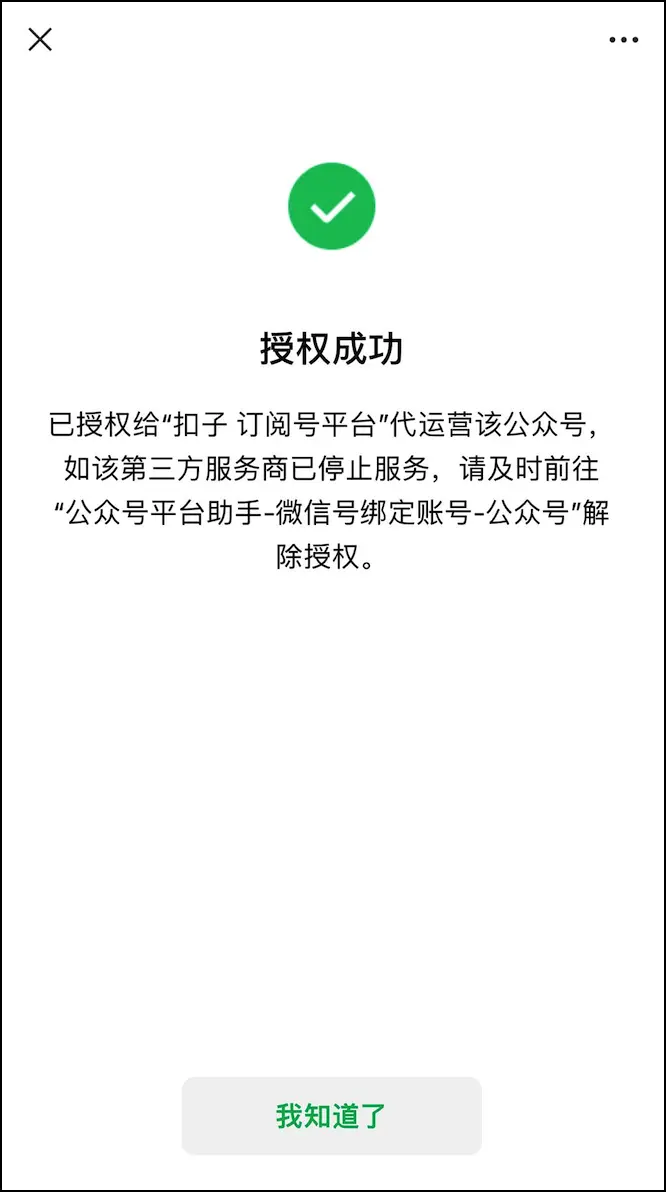 授权成功
已授权给“扣子 订阅号平台”代运营该公众号，
如该第三方服务商已停止服务，请及时前往
“公众号平台助手-微信号绑定账号-公众号”解
除授权。
我知道了